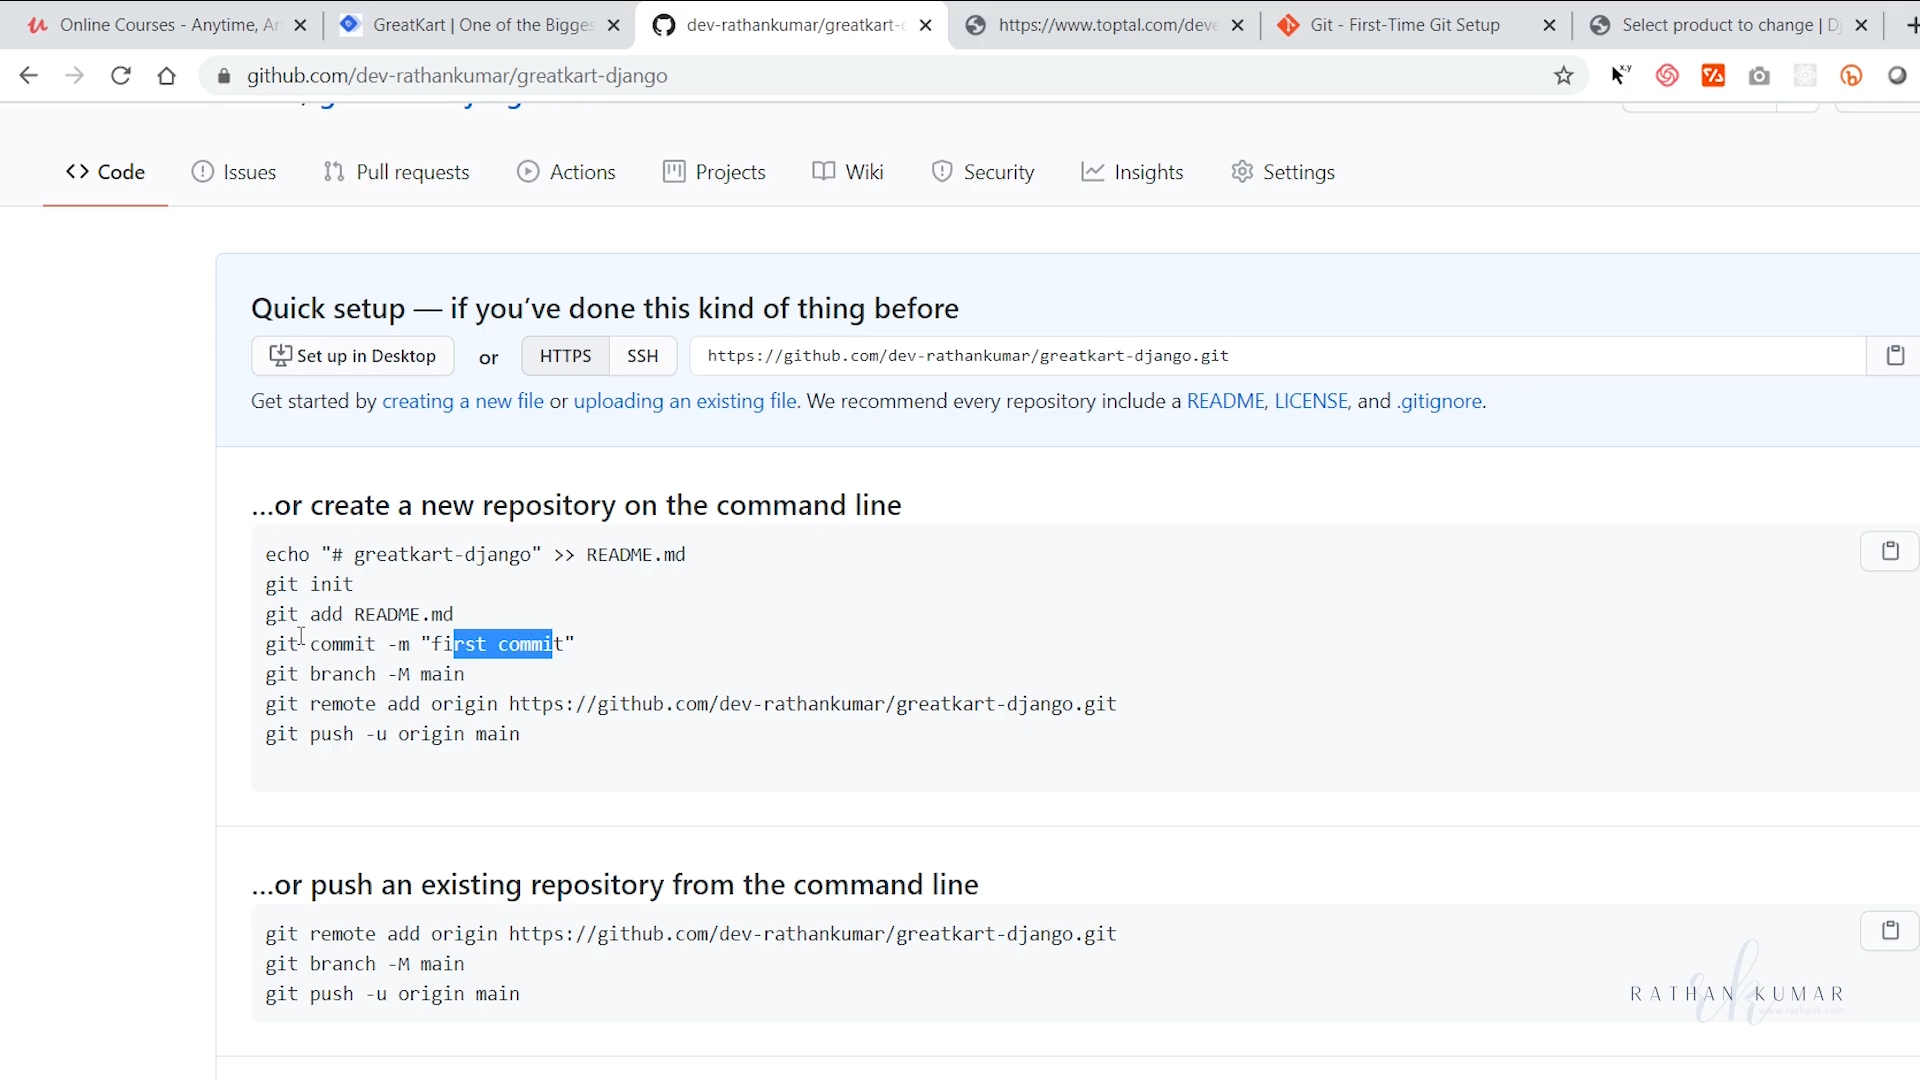 Online Courses - Anytime, An
GreatKart | One of the Bigges
dev-rathankumar/greatkart-d
https://www.toptal.com/deve
Git - First-Time Git Setup
Select product to change | Dj
github.com/dev-rathankumar/greatkart-django
Code
Issues
Pull requests
Actions
Projects
Wiki
Security
Insights
Settings
Quick setup — if you've done this kind of thing before
Set up in Desktop or HTTPS SSH https://github.com/dev-rathankumar/greatkart-django.git
Get started by creating a new file or uploading an existing file. We recommend every repository include a README, LICENSE, and .gitignore.
...or create a new repository on the command line
echo "# greatkart-django" >> README.md
git init
git add README.md
git commit -m "first commit"
git branch -M main
git remote add origin https://github.com/dev-rathankumar/greatkart-django.git
git push -u origin main
...or push an existing repository from the command line
git remote add origin https://github.com/dev-rathankumar/greatkart-django.git
git branch -M main
git push -u origin main
RATHAN KUMAR
www.rathank.com